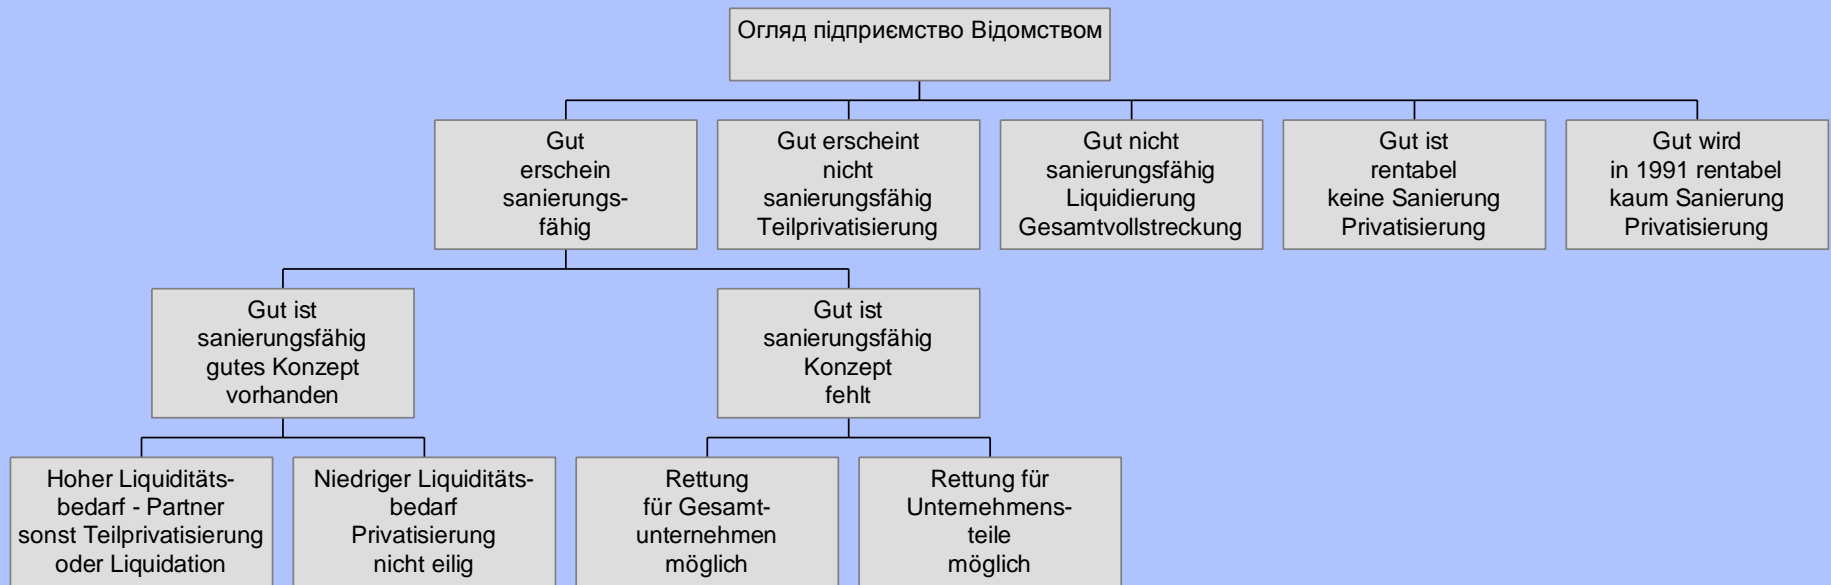 Огляд підприємство Відомством
Gut
erschein
sanierungs-
fähig
Gut erscheint
nicht
sanierungsfähig
Teilprivatisierung
Gut nicht
sanierungsfähig
Liquidierung
Gesamtvollstreckung
Gut ist
rentabel
keine Sanierung
Privatisierung
Gut wird
in 1991 rentabel
kaum Sanierung
Privatisierung
Gut ist
sanierungsfähig
gutes Konzept
vorhanden
Gut ist
sanierungsfähig
Konzept
fehlt
Hoher Liquiditäts-
bedarf - Partner
sonst Teilprivatisierung
oder Liquidation
Niedriger Liquiditäts-
bedarf
Privatisierung
nicht eilig
Rettung
für Gesamt-
unternehmen
möglich
Rettung für
Unternehmens-
teile
möglich